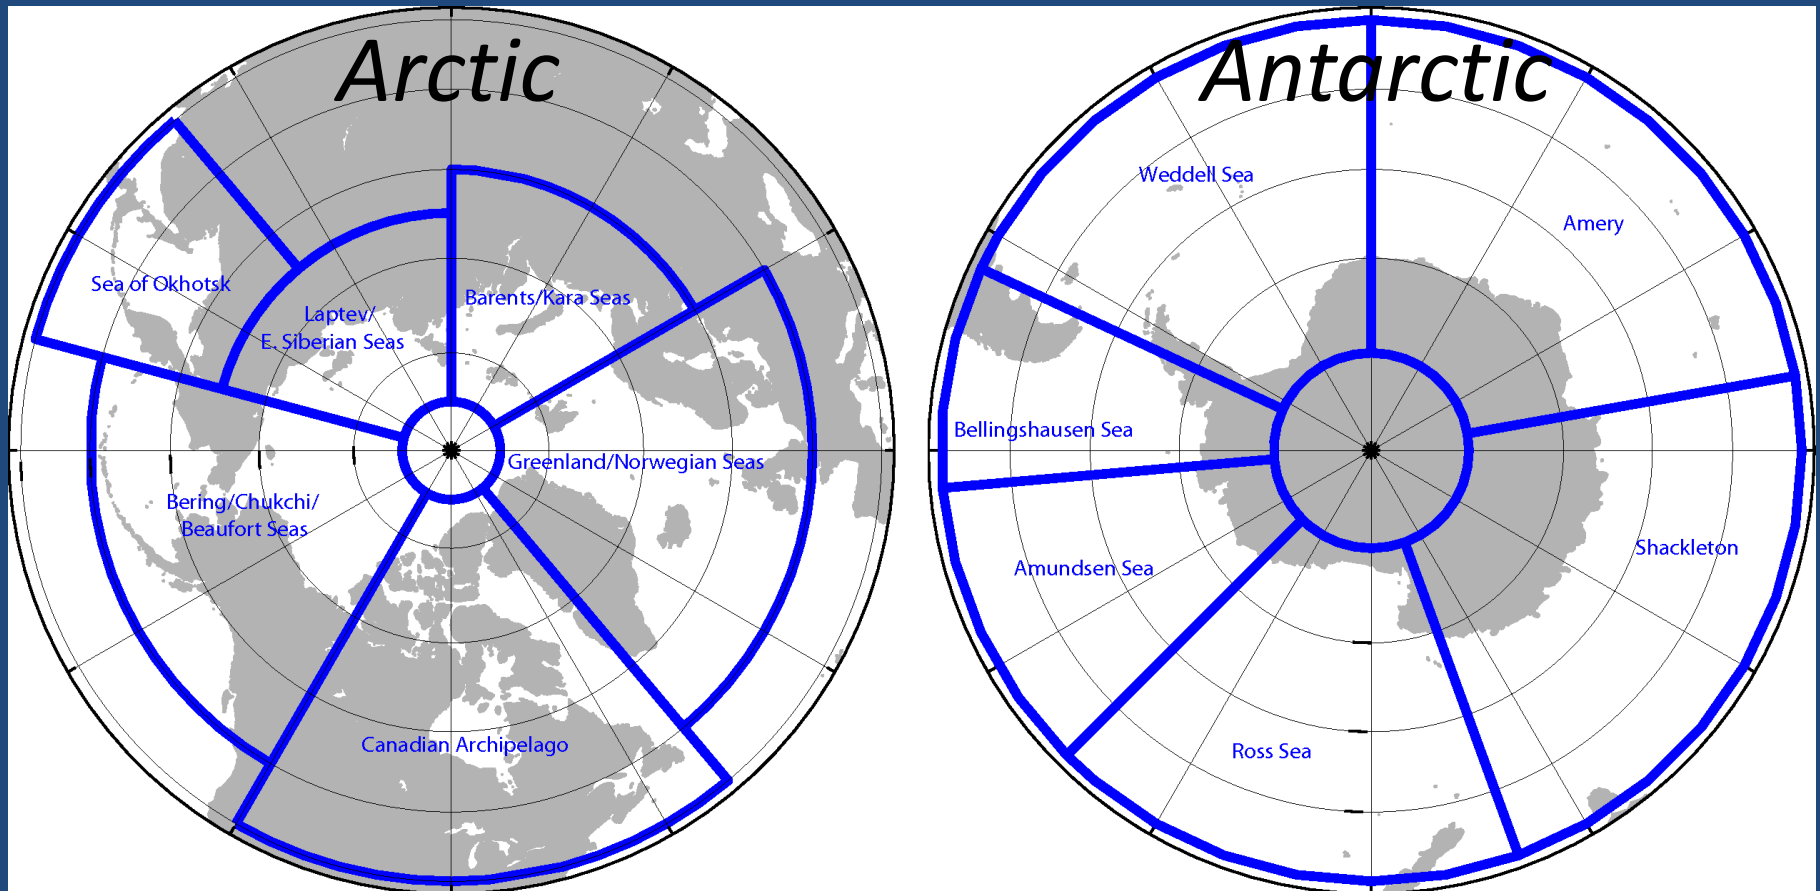 Arctic
Sea of Okhotsk
Laptev/
E. Siberian Seas
Barents/Kara Seas
Greenland/Norwegian Seas
Bering/Chukchi/
Beaufort Seas
Canadian Archipelago
Antarctic
Weddell Sea
Amery
Bellingshausen Sea
Amundsen Sea
Shackleton
Ross Sea